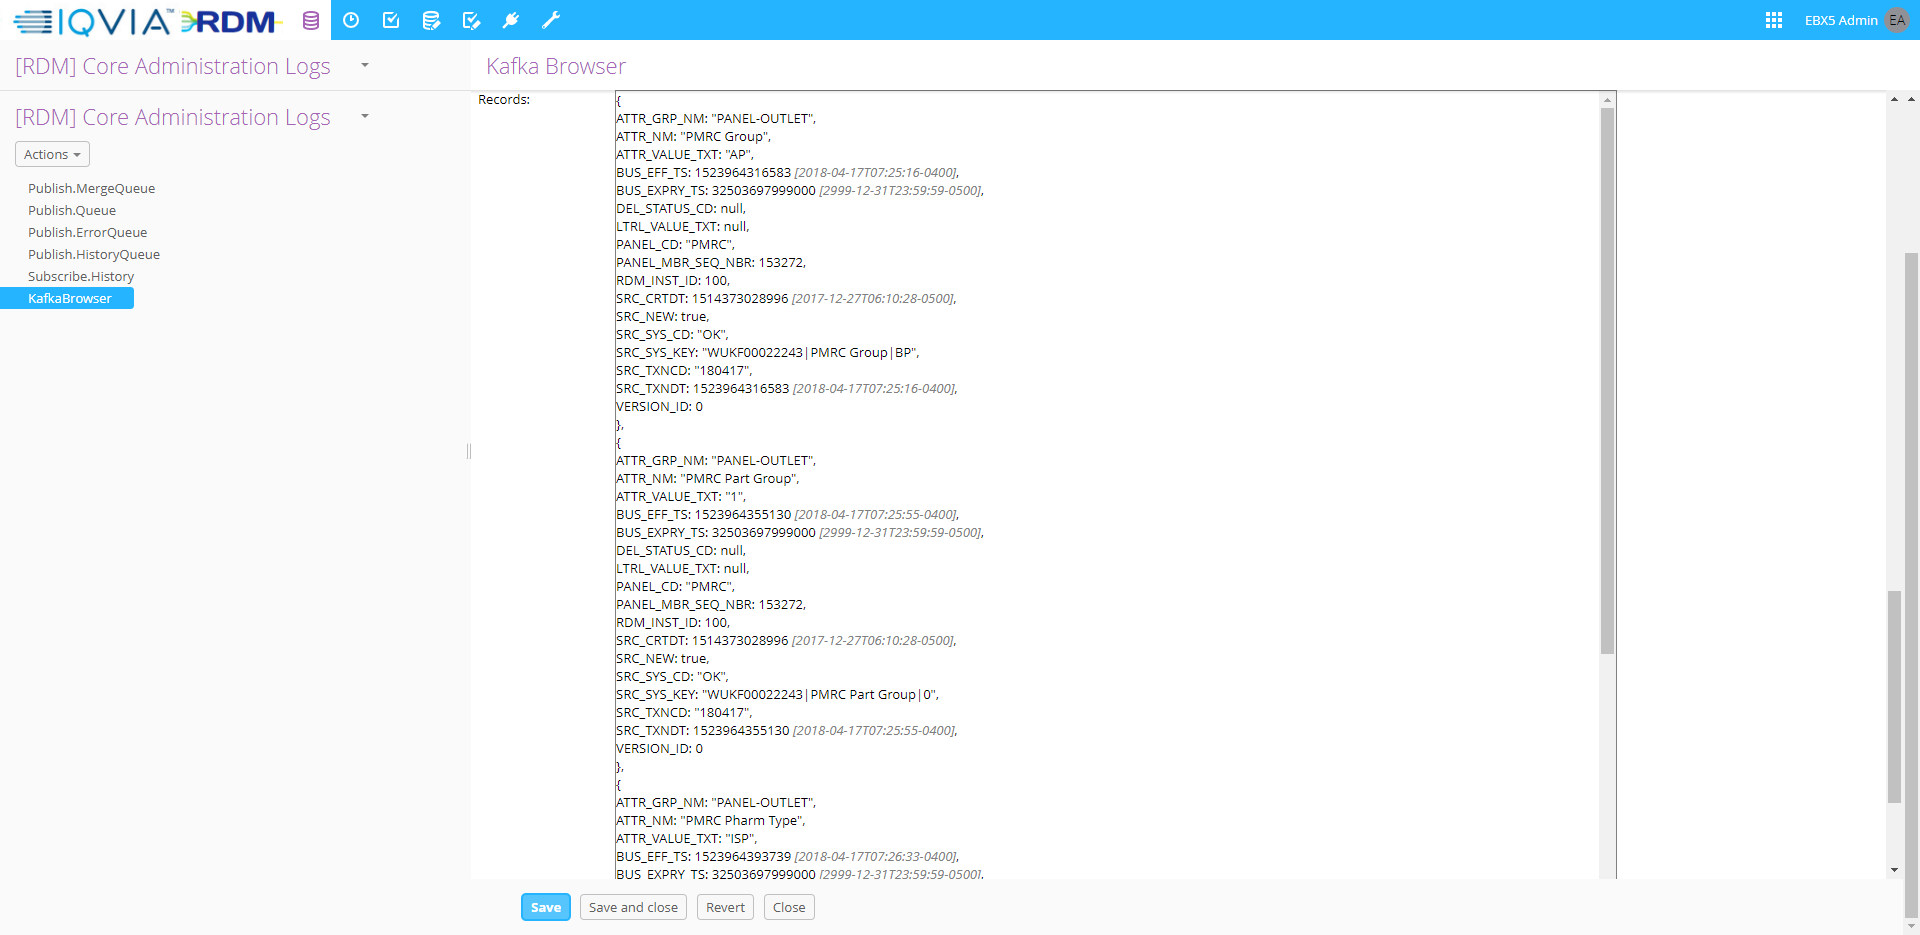 IQVIA™ RDM
EBX5 Admin EA
[RDM] Core Administration Logs
Kafka Browser
[RDM] Core Administration Logs
Actions
Publish.MergeQueue
Publish.Queue
Publish.ErrorQueue
Publish.HistoryQueue
Subscribe.History
KafkaBrowser
Records:
{
ATTR_GRP_NM: "PANEL-OUTLET",
ATTR_NM: "PMRC Group",
ATTR_VALUE_TXT: "AP",
BUS_EFF_TS: 1523964316583 [2018-04-17T07:25:16-0400],
BUS_EXPRY_TS: 32503697999000 [2999-12-31T23:59:59-0500],
DEL_STATUS_CD: null,
LTRL_VALUE_TXT: null,
PANEL_CD: "PMRC",
PANEL_MBR_SEQ_NBR: 153272,
RDM_INST_ID: 100,
SRC_CRTDT: 1514373028996 [2017-12-27T06:10:28-0500],
SRC_NEW: true,
SRC_SYS_CD: "OK",
SRC_SYS_KEY: "WUKF00022243|PMRC Group|BP",
SRC_TXNCD: "180417",
SRC_TXNDT: 1523964316583 [2018-04-17T07:25:16-0400],
VERSION_ID: 0
},
{
ATTR_GRP_NM: "PANEL-OUTLET",
ATTR_NM: "PMRC Part Group",
ATTR_VALUE_TXT: "1",
BUS_EFF_TS: 1523964355130 [2018-04-17T07:25:55-0400],
BUS_EXPRY_TS: 32503697999000 [2999-12-31T23:59:59-0500],
DEL_STATUS_CD: null,
LTRL_VALUE_TXT: null,
PANEL_CD: "PMRC",
PANEL_MBR_SEQ_NBR: 153272,
RDM_INST_ID: 100,
SRC_CRTDT: 1514373028996 [2017-12-27T06:10:28-0500],
SRC_NEW: true,
SRC_SYS_CD: "OK",
SRC_SYS_KEY: "WUKF00022243|PMRC Part Group|0",
SRC_TXNCD: "180417",
SRC_TXNDT: 1523964355130 [2018-04-17T07:25:55-0400],
VERSION_ID: 0
},
{
ATTR_GRP_NM: "PANEL-OUTLET",
ATTR_NM: "PMRC Pharm Type",
ATTR_VALUE_TXT: "ISP",
BUS_EFF_TS: 1523964393739 [2018-04-17T07:26:33-0400],
BUS_EXPRY_TS: 32503697999000 [2999-12-31T23:59:59-0500],
Save
Save and close
Revert
Close